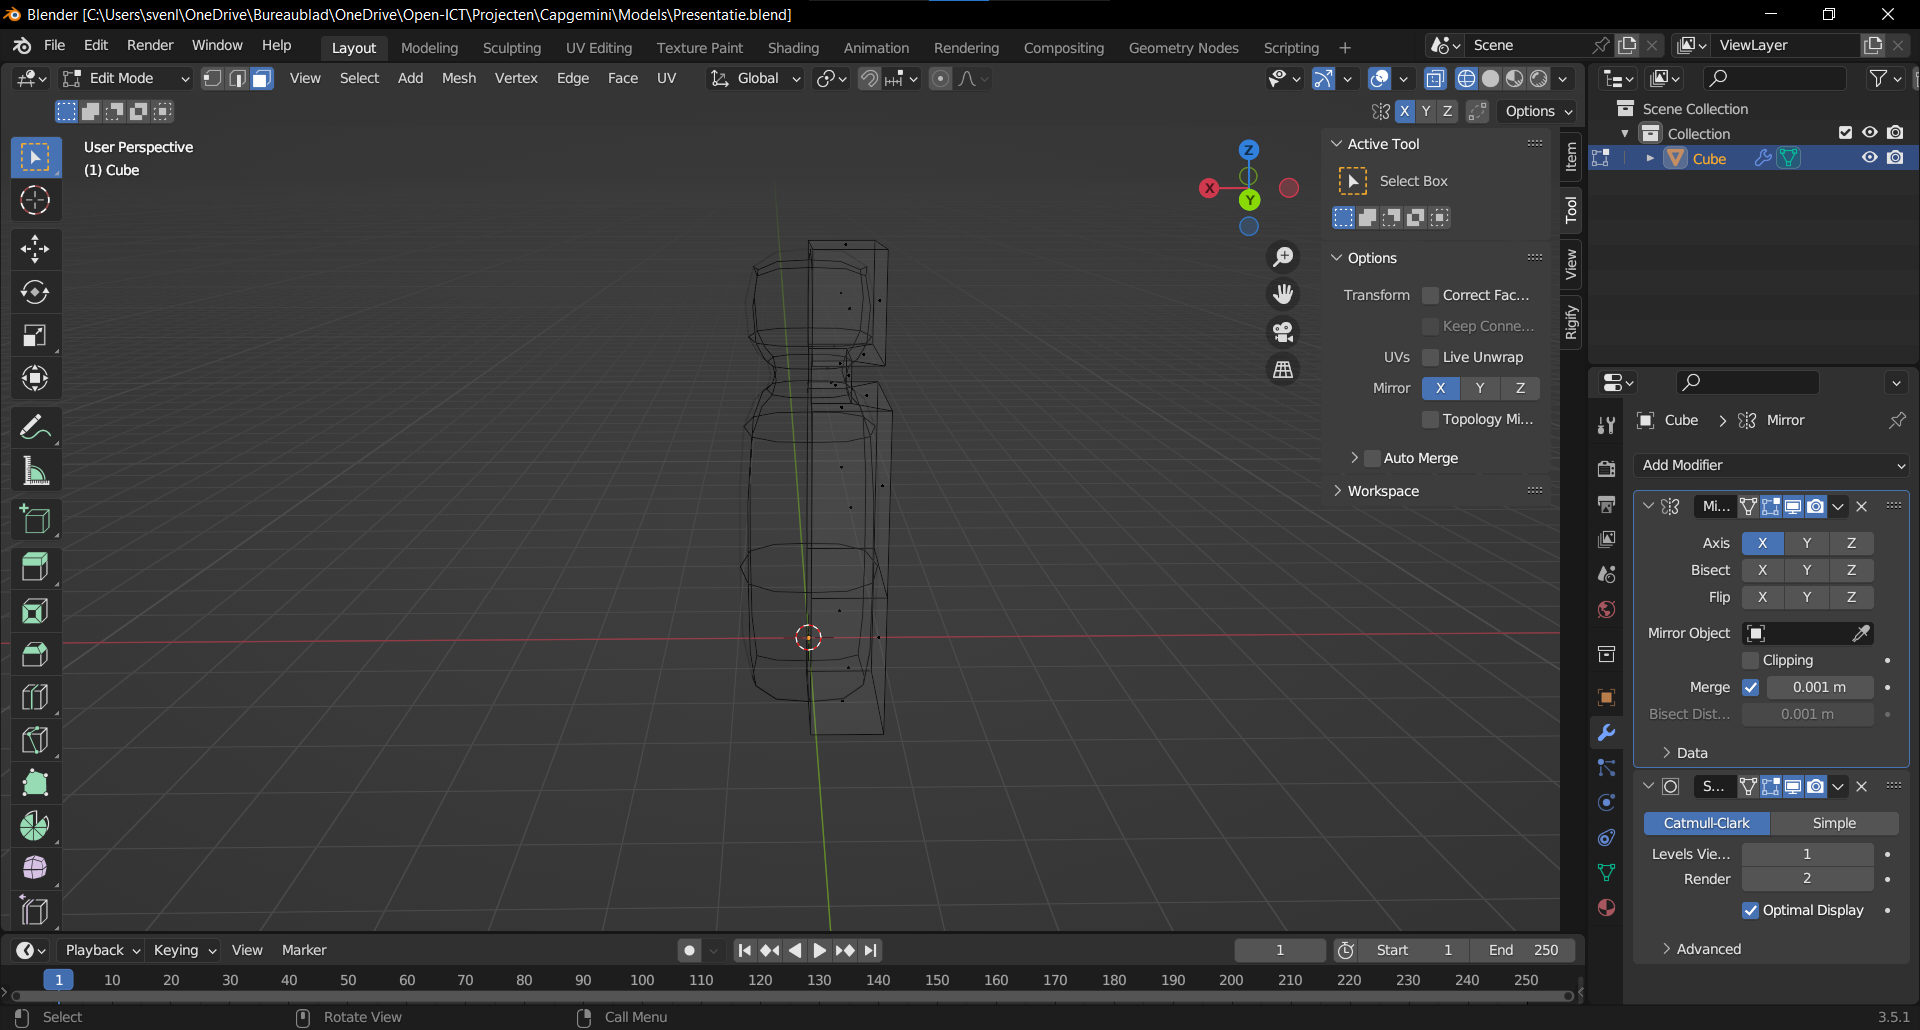 Blender [C:\Users\svenl\OneDrive\Bureaublad\OneDrive\Open-ICT\Projecten\Capgemini\Models\Presentatie.blend]
File Edit Render Window Help Layout Modeling Sculpting UV Editing Texture Paint Shading Animation Rendering Compositing Geometry Nodes Scripting + Scene ViewLayer
Edit Mode View Select Add Mesh Vertex Edge Face UV Global
X Y Z Options
User Perspective
(1) Cube
Z
X
Y
Active Tool
Select Box
Options
Transform Correct Fac...
Keep Conne...
UVs Live Unwrap
Mirror X Y Z
Topology Mi...
Auto Merge
Workspace
Item
Tool
View
Rigify
Scene Collection
Collection
Cube
Cube > Mirror
Add Modifier
Mi...
Axis X Y Z
Bisect X Y Z
Flip X Y Z
Mirror Object
Clipping
Merge 0.001 m
Bisect Dist... 0.001 m
Data
S...
Catmull-Clark Simple
Levels Vie... 1
Render 2
Optimal Display
Advanced
Playback Keying View Marker 1 Start 1 End 250
1 10 20 30 40 50 60 70 80 90 100 110 120 130 140 150 160 170 180 190 200 210 220 230 240 250
Select Rotate View Call Menu 3.5.1